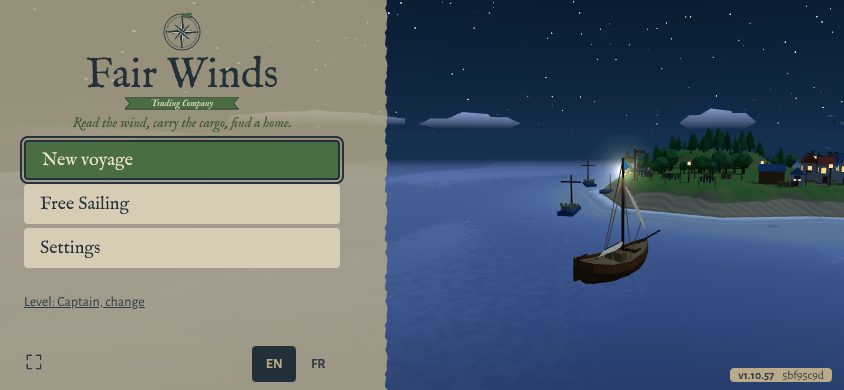 Fair Winds
Trading Company
Read the wind, carry the cargo, find a home.
New voyage
Free Sailing
Settings
Level: Captain, change
EN FR
v1.10.57 5bf95c9d